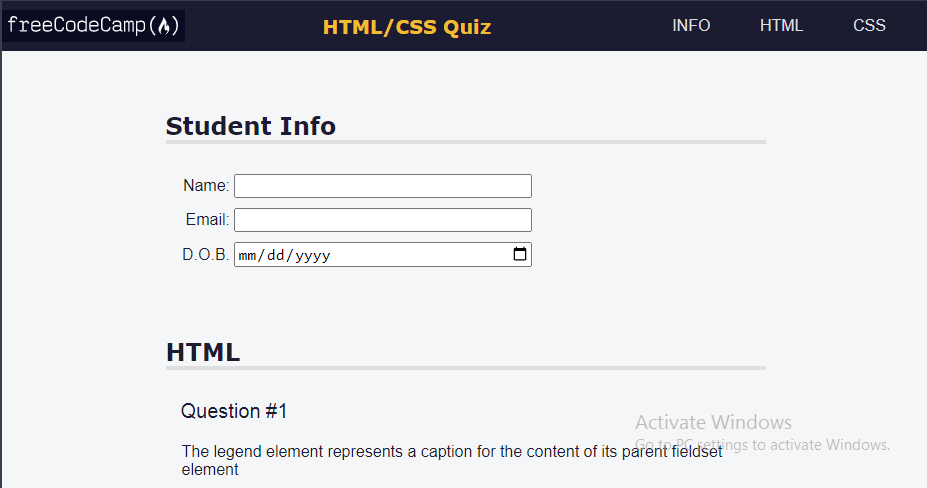 freeCodeCamp(🔥)
HTML/CSS Quiz
INFO
HTML
CSS
Student Info
Name:
Email:
D.O.B.
mm/dd/yyyy
HTML
Question #1
The legend element represents a caption for the content of its parent fieldset
element
Activate Windows
Go to PC settings to activate Windows.